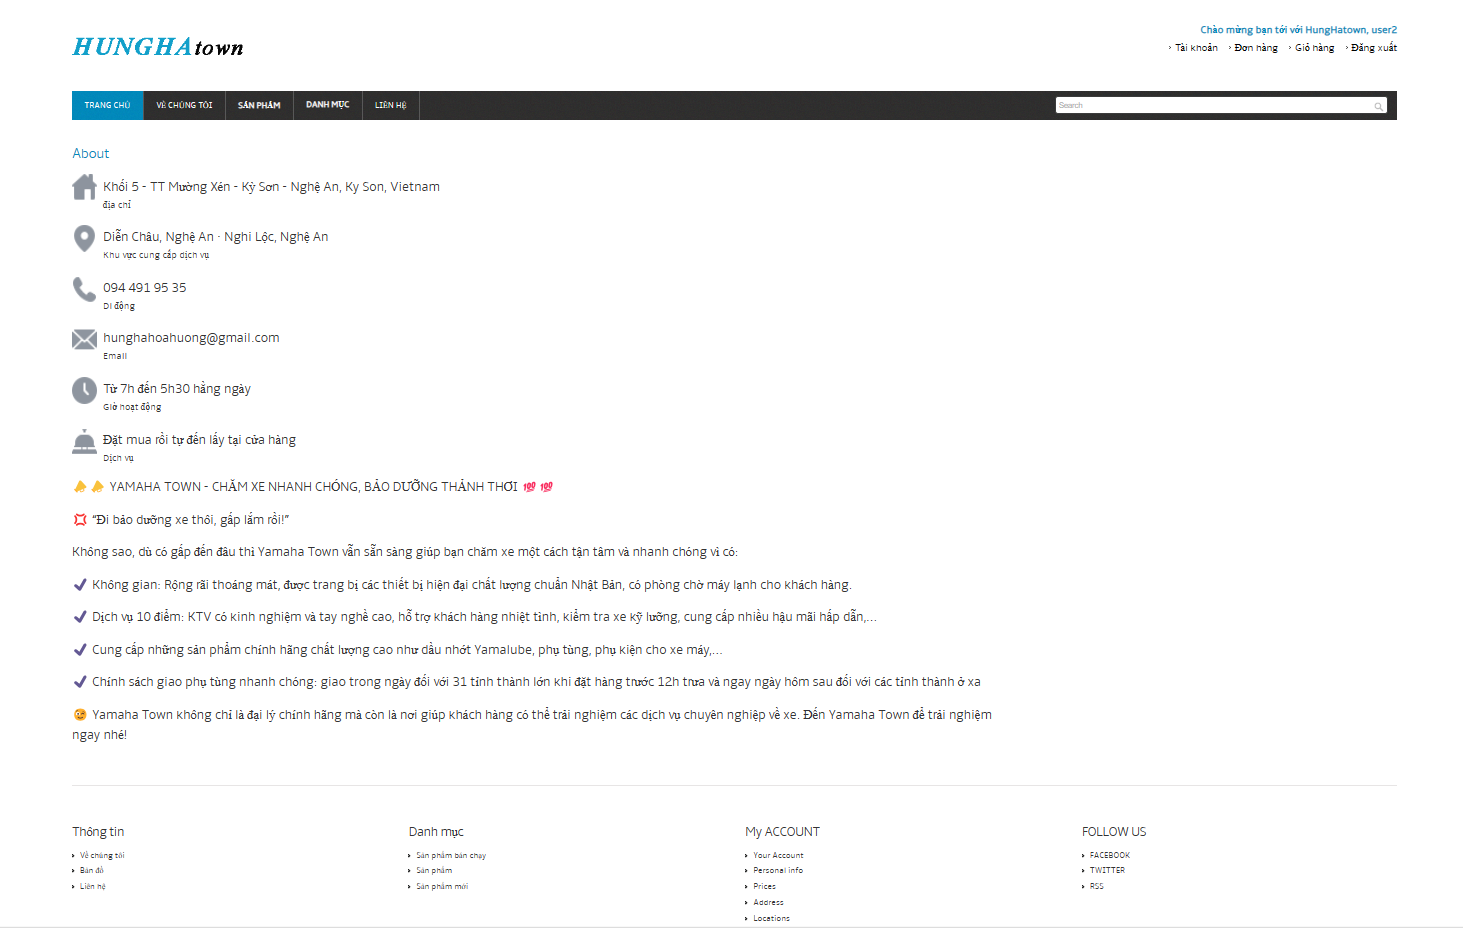 HUNGHAtown
Chào mừng bạn tới với HungHatown, user2
Tài khoản Đơn hàng Giỏ hàng Đăng xuất
TRANG CHỦ VỀ CHÚNG TÔI SẢN PHẨM DANH MỤC LIÊN HỆ Search
About
Khối 5 - TT Mường Xén - Kỳ Sơn - Nghệ An, Ky Son, Vietnam
địa chỉ
Diễn Châu, Nghệ An · Nghi Lộc, Nghệ An
Khu vực cung cấp dịch vụ
094 491 95 35
Di động
hunghahoahuong@gmail.com
Email
Từ 7h đến 5h30 hằng ngày
Giờ hoạt động
Đặt mua rồi tự đến lấy tại cửa hàng
Dịch vụ
YAMAHA TOWN - CHĂM XE NHANH CHÓNG, BẢO DƯỠNG THẢNH THƠI 💯 💯
💢 “Đi bảo dưỡng xe thôi, gấp lắm rồi!”
Không sao, dù có gấp đến đâu thì Yamaha Town vẫn sẵn sàng giúp bạn chăm xe một cách tận tâm và nhanh chóng vì có:
✔ Không gian: Rộng rãi thoáng mát, được trang bị các thiết bị hiện đại chất lượng chuẩn Nhật Bản, có phòng chờ máy lạnh cho khách hàng.
✔ Dịch vụ 10 điểm: KTV có kinh nghiệm và tay nghề cao, hỗ trợ khách hàng nhiệt tình, kiểm tra xe kỹ lưỡng, cung cấp nhiều hậu mãi hấp dẫn,...
✔ Cung cấp những sản phẩm chính hãng chất lượng cao như dầu nhớt Yamalube, phụ tùng, phụ kiện cho xe máy,...
✔ Chính sách giao phụ tùng nhanh chóng: giao trong ngày đối với 31 tỉnh thành lớn khi đặt hàng trước 12h trưa và ngay ngày hôm sau đối với các tỉnh thành ở xa
😉 Yamaha Town không chỉ là đại lý chính hãng mà còn là nơi giúp khách hàng có thể trải nghiệm các dịch vụ chuyên nghiệp về xe. Đến Yamaha Town để trải nghiệm
ngay nhé!
Thông tin
Về chúng tôi
Bản đồ
Liên hệ
Danh mục
Sản phẩm bán chạy
Sản phẩm
Sản phẩm mới
My ACCOUNT
Your Account
Personal info
Prices
Address
Locations
FOLLOW US
FACEBOOK
TWITTER
RSS